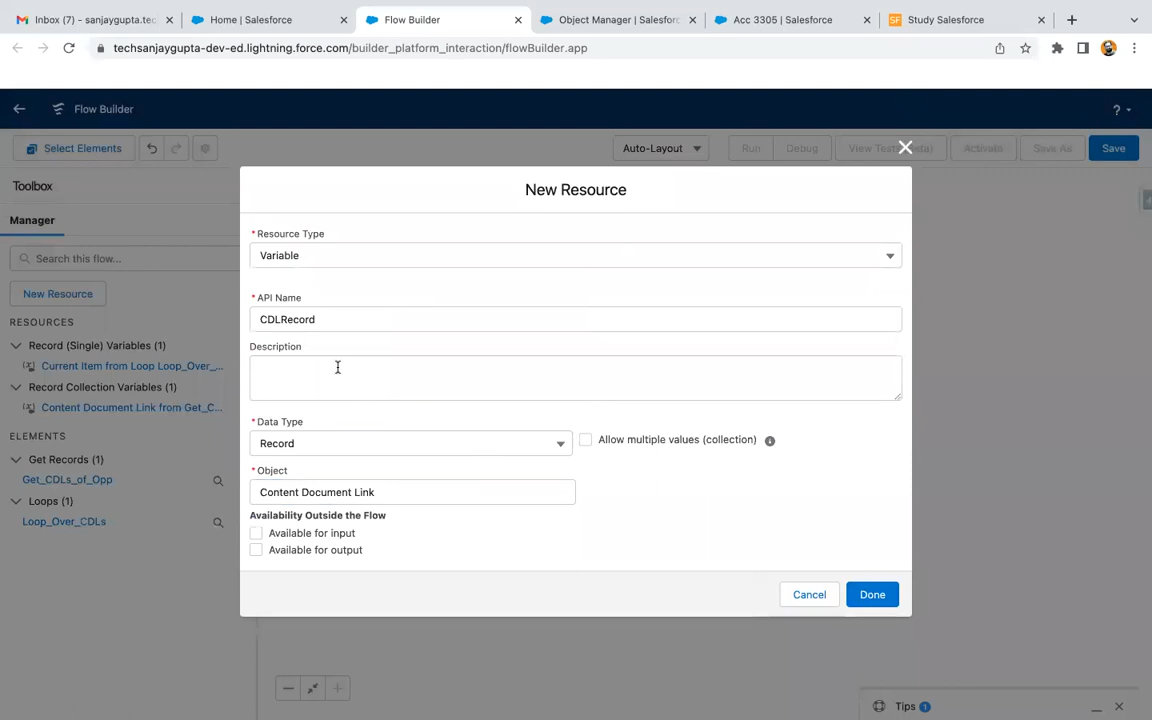 Inbox (7) - sanjaygupta.tec
Home | Salesforce
Flow Builder
Object Manager | Salesforc
Acc 3305 | Salesforce
SF Study Salesforce
techsanjaygupta-dev-ed.lightning.force.com/builder_platform_interaction/flowBuilder.app
Flow Builder
?
Select Elements
Auto-Layout
Run
Debug
View Tests (Beta)
Activate
Save As
Save
Toolbox
Manager
Search this flow...
New Resource
RESOURCES
Record (Single) Variables (1)
Current Item from Loop Loop_Over_...
Record Collection Variables (1)
Content Document Link from Get_C...
ELEMENTS
Get Records (1)
Get_CDLs_of_Opp
Loops (1)
Loop_Over_CDLs
New Resource
* Resource Type
Variable
* API Name
CDLRecord
Description
* Data Type
Record
Allow multiple values (collection)
* Object
Content Document Link
Availability Outside the Flow
Available for input
Available for output
Cancel
Done
Tips 1